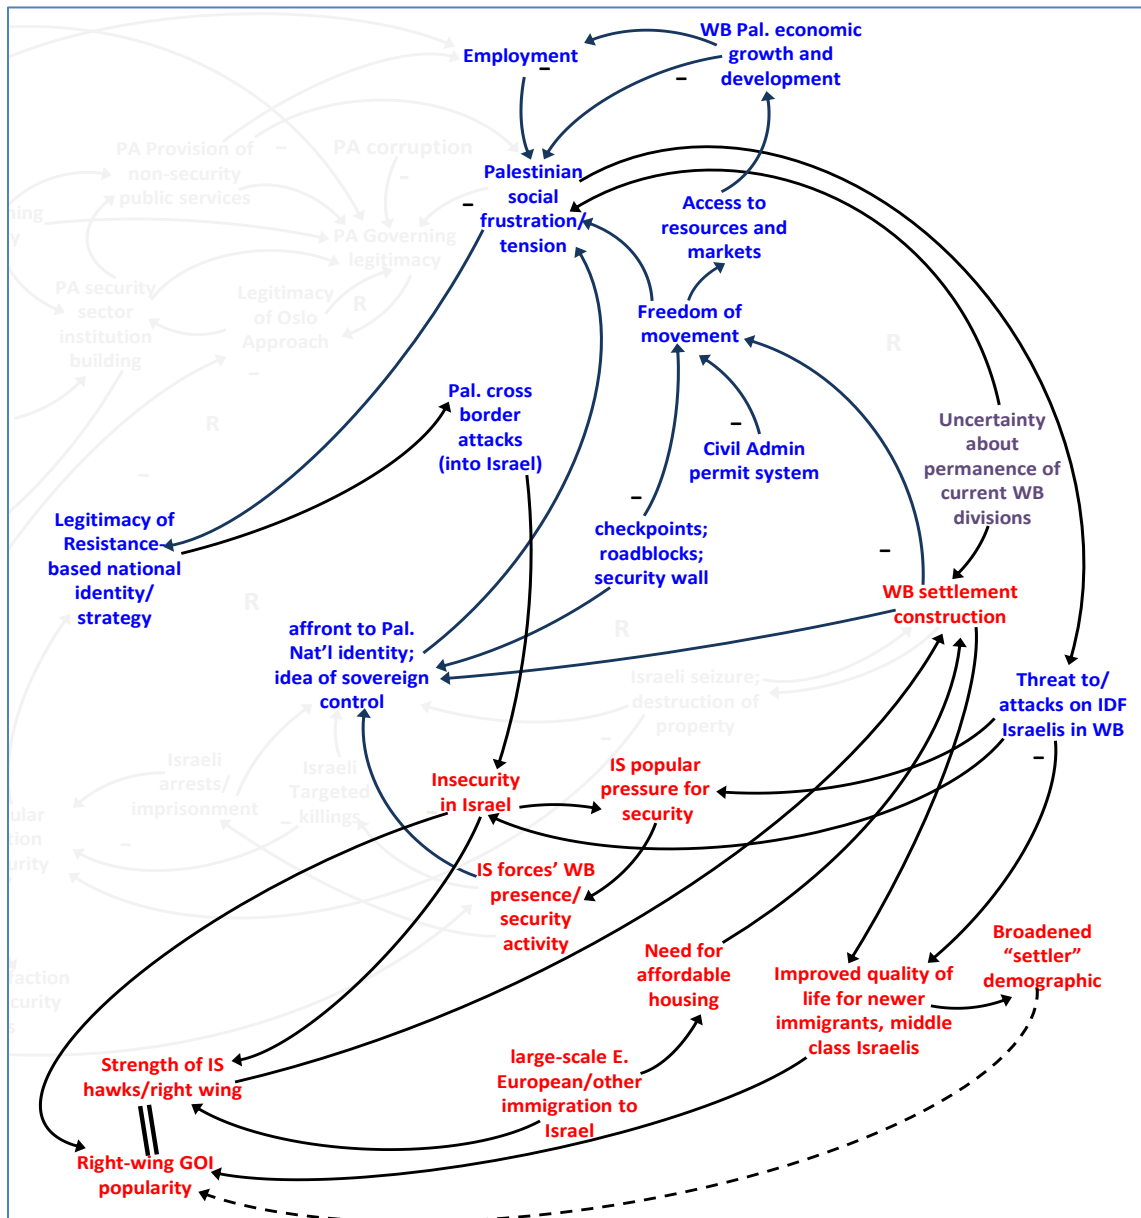 WB Pal. economic
growth and
development
Employment
–
–
PA Provision of
non-security
public services
–
PA corruption
–
Palestinian
social
frustration/
tension
–
Access to
resources and
markets
PA Governing
legitimacy
PA security
sector
institution
building
Legitimacy
of Oslo
Approach
R
–
Freedom of
movement
R
Pal. cross
border
attacks
(into Israel)
R
–
–
Civil Admin
permit system
Uncertainty
about
permanence of
current WB
divisions
–
Legitimacy of
Resistance-
based national
identity/
strategy
checkpoints;
roadblocks;
security wall
–
WB settlement
construction
R
R
affront to Pal.
Nat’l identity;
idea of sovereign
control
Israeli seizure;
destruction of
property
–
Threat to/
attacks on IDF
Israelis in WB
–
Israeli
arrests/
imprisonment
Israeli
Targeted
killings
–
–
Insecurity
in Israel
IS popular
pressure for
security
IS forces’ WB
presence/
security
activity
Need for
affordable
housing
Improved quality of
life for newer
immigrants, middle
class Israelis
Broadened
“settler”
demographic
Strength of IS
hawks/right wing
large-scale E.
European/other
immigration to
Israel
Right-wing GOI
popularity